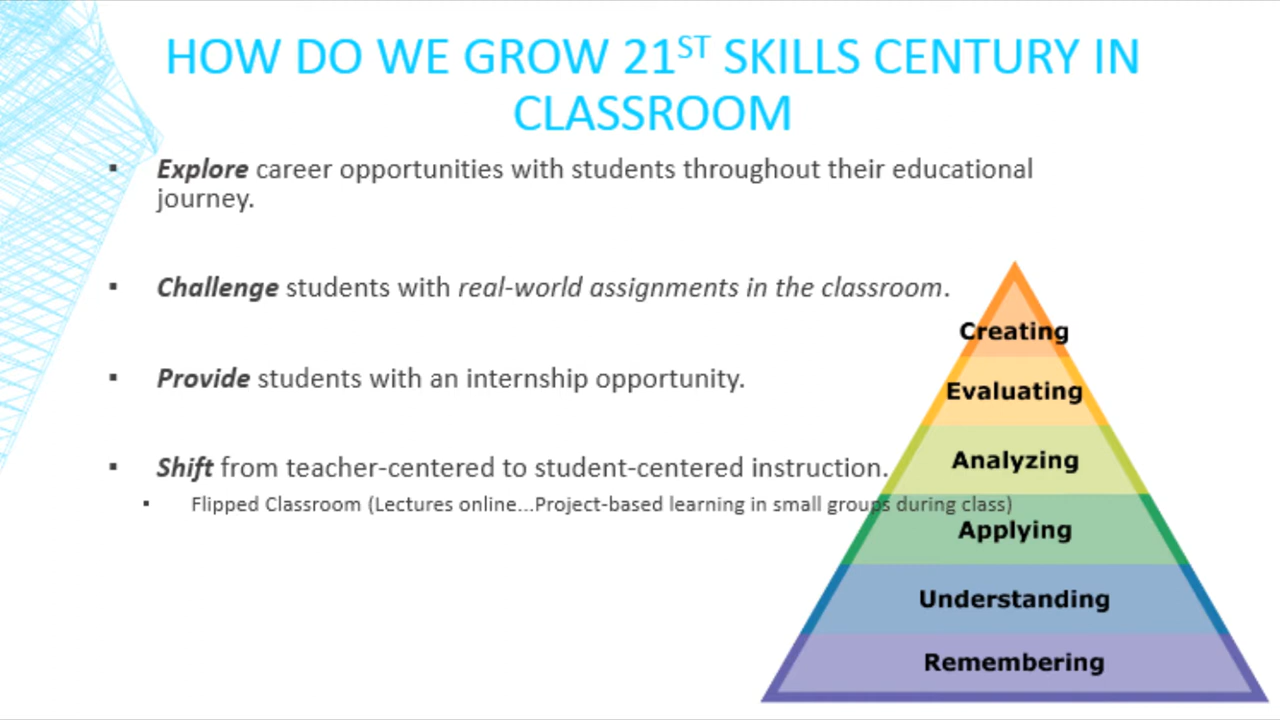 HOW DO WE GROW 21ST SKILLS CENTURY IN
CLASSROOM
▪ Explore career opportunities with students throughout their educational
journey.
▪ Challenge students with real-world assignments in the classroom.
▪ Provide students with an internship opportunity.
▪ Shift from teacher-centered to student-centered instruction.
▪ Flipped Classroom (Lectures online...Project-based learning in small groups during class)
Creating
Evaluating
Analyzing
Applying
Understanding
Remembering